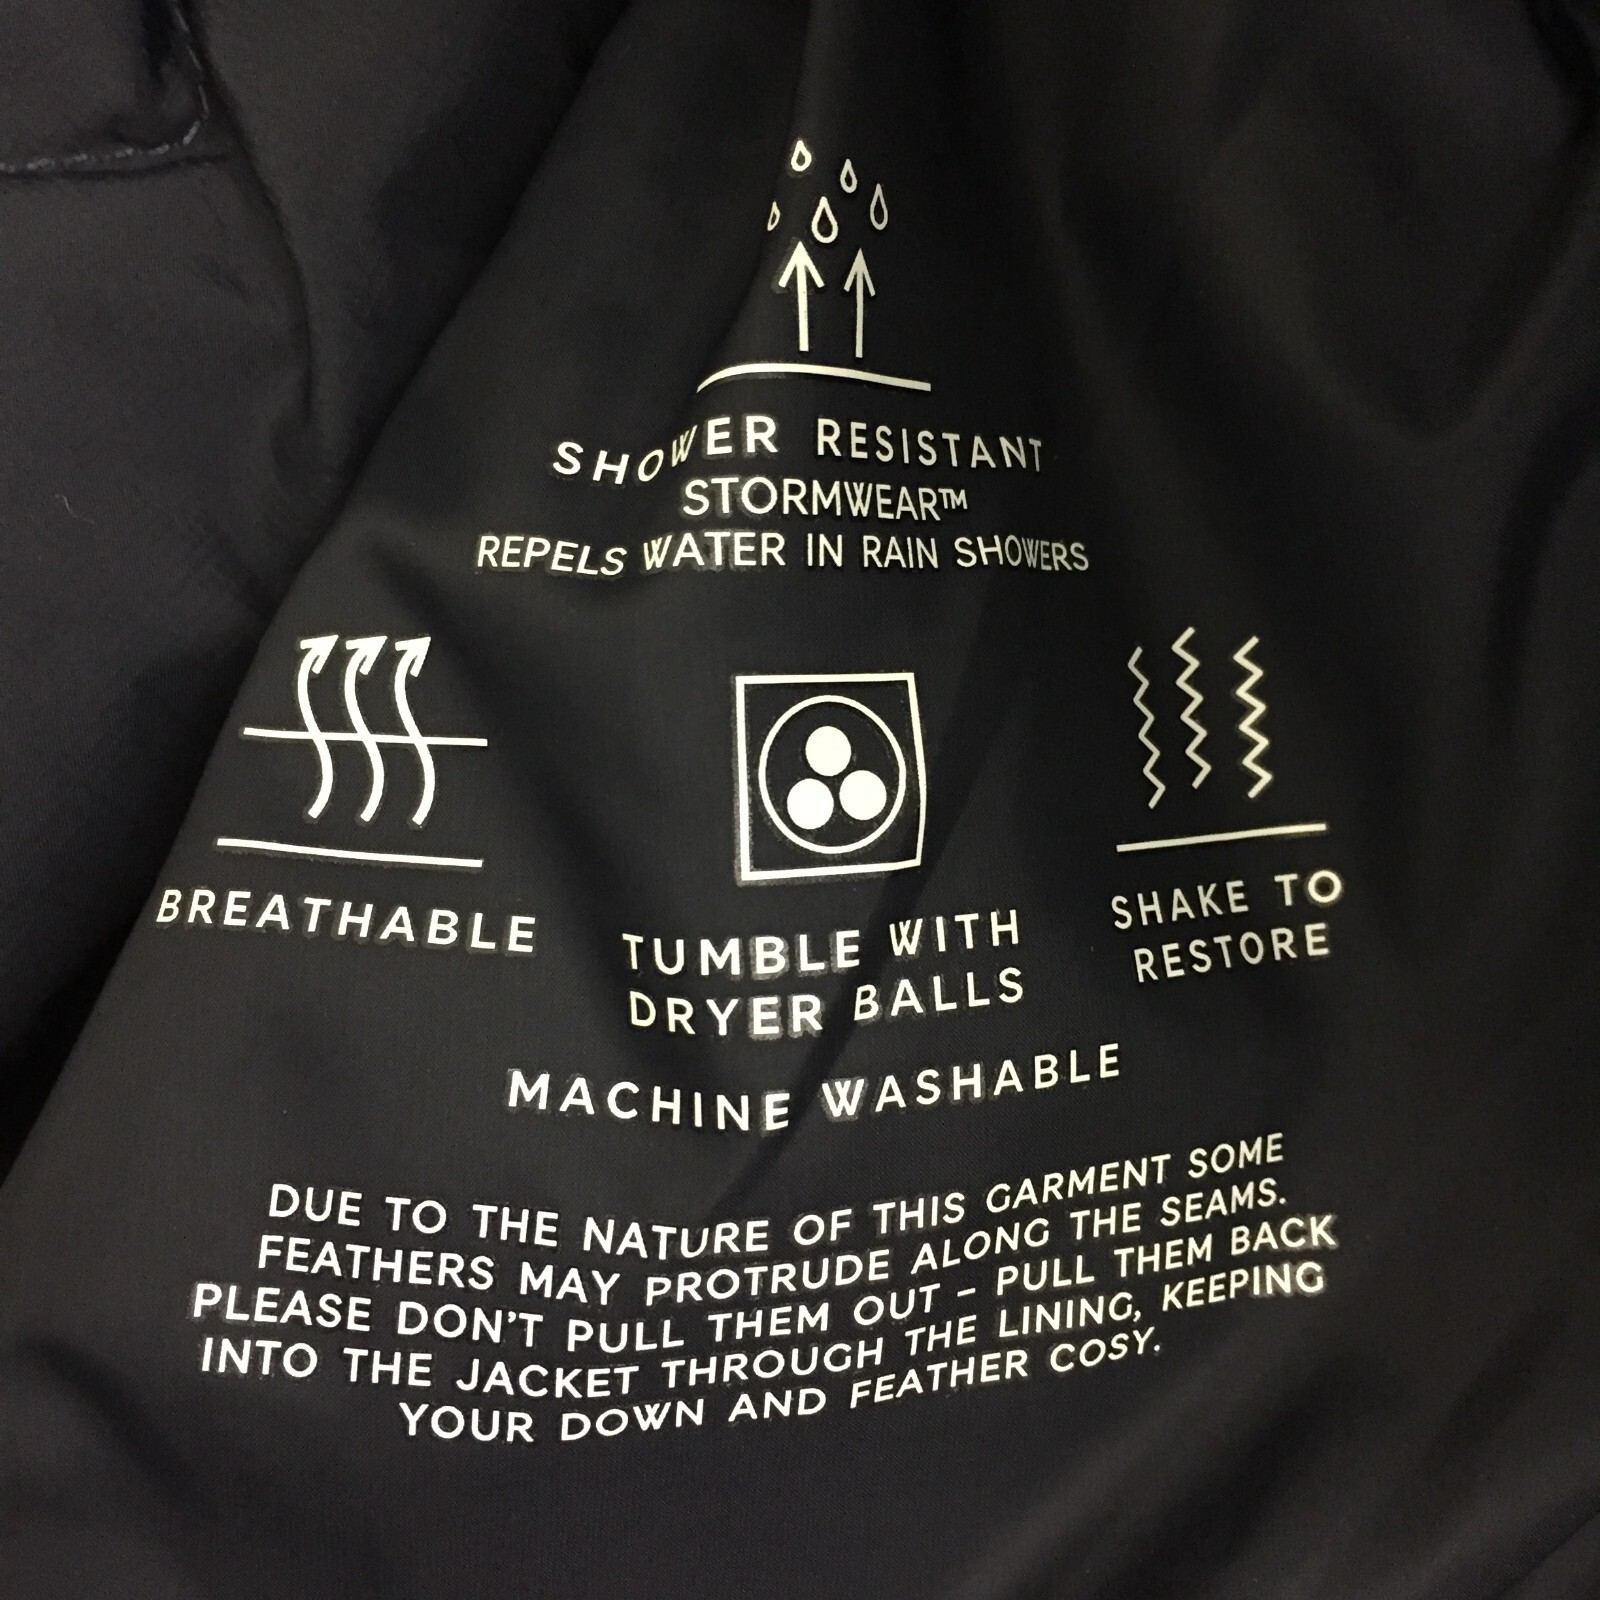 SHOWER RESISTANT
STORMWEAR™
REPELS WATER IN RAIN SHOWERS
BREATHABLE
TUMBLE WITH
DRYER BALLS
SHAKE TO
RESTORE
MACHINE WASHABLE
DUE TO THE NATURE OF THIS GARMENT SOME
FEATHERS MAY PROTRUDE ALONG THE SEAMS.
PLEASE DON'T PULL THEM OUT – PULL THEM BACK
INTO THE JACKET THROUGH THE LINING, KEEPING
YOUR DOWN AND FEATHER COSY.